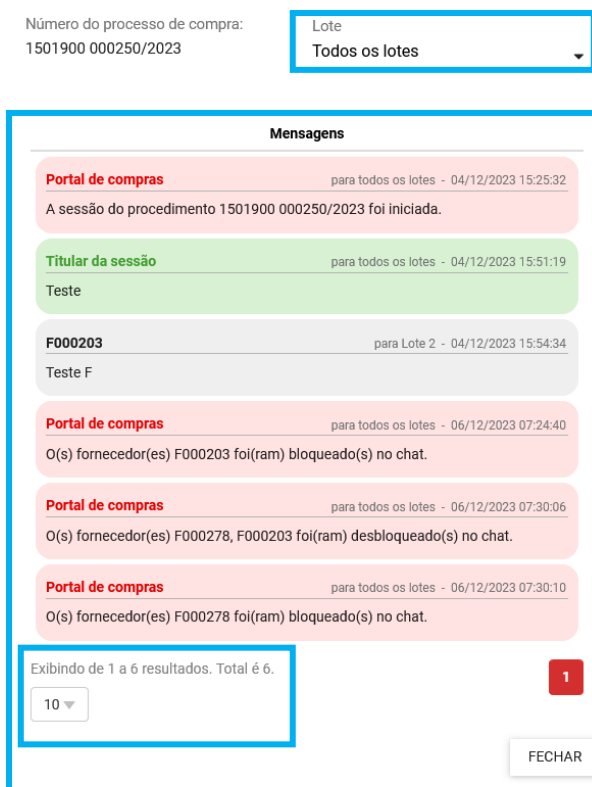 Número do processo de compra:
1501900 000250/2023
Lote
Todos os lotes
Mensagens
Portal de compras para todos os lotes - 04/12/2023 15:25:32
A sessão do procedimento 1501900 000250/2023 foi iniciada.
Titular da sessão para todos os lotes - 04/12/2023 15:51:19
Teste
F000203 para Lote 2 - 04/12/2023 15:54:34
Teste F
Portal de compras para todos os lotes - 06/12/2023 07:24:40
O(s) fornecedor(es) F000203 foi(ram) bloqueado(s) no chat.
Portal de compras para todos os lotes - 06/12/2023 07:30:06
O(s) fornecedor(es) F000278, F000203 foi(ram) desbloqueado(s) no chat.
Portal de compras para todos os lotes - 06/12/2023 07:30:10
O(s) fornecedor(es) F000278 foi(ram) bloqueado(s) no chat.
Exibindo de 1 a 6 resultados. Total é 6.
10
1
FECHAR